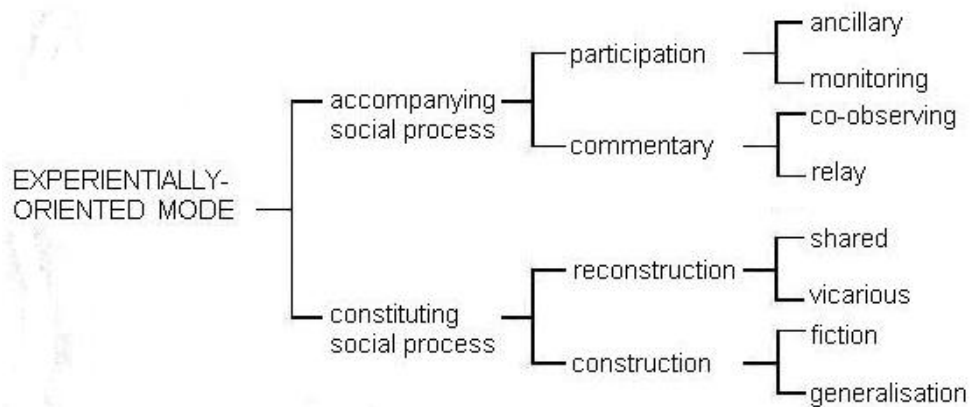 EXPERIENTIALLY-
ORIENTED MODE
accompanying
social process
participation
ancillary
monitoring
commentary
co-observing
relay
constituting
social process
reconstruction
shared
vicarious
construction
fiction
generalisation